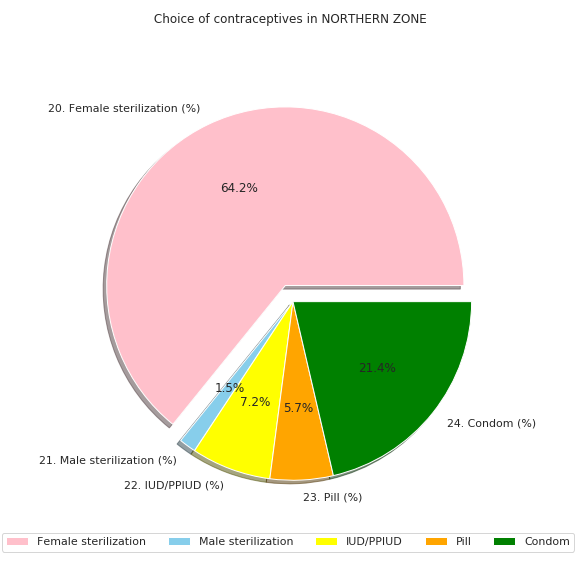 Choice of contraceptives in NORTHERN ZONE
20. Female sterilization (%)
64.2%
1.5%
7.2%
5.7%
21.4%
21. Male sterilization (%)
22. IUD/PPIUD (%)
23. Pill (%)
24. Condom (%)
Female sterilization Male sterilization IUD/PPIUD Pill Condom